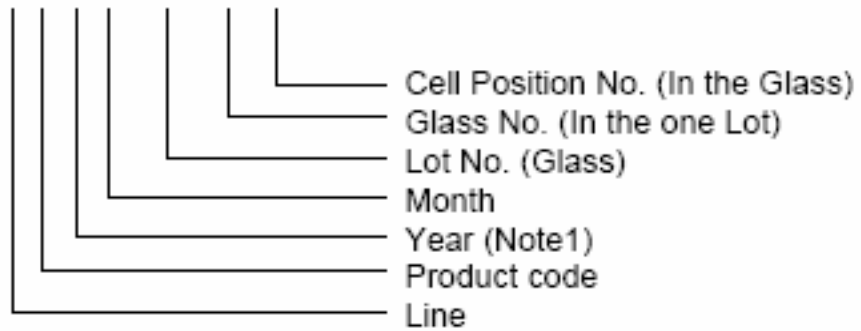 Cell Position No. (In the Glass)
Glass No. (In the one Lot)
Lot No. (Glass)
Month
Year (Note1)
Product code
Line